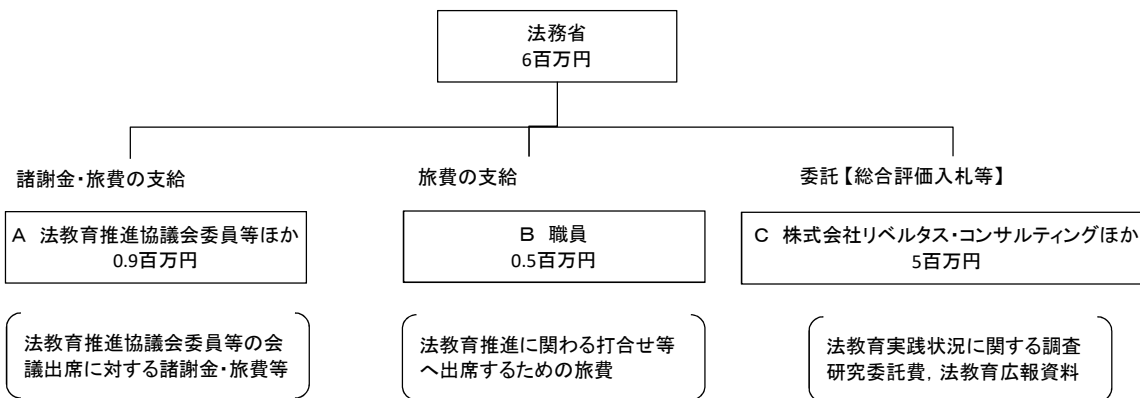 法務省
6百万円
諸謝金・旅費の支給
旅費の支給
委託【総合評価入札等】
A 法教育推進協議会委員等ほか
0.9百万円
B 職員
0.5百万円
C 株式会社リベルタス・コンサルティングほか
5百万円
法教育推進協議会委員等の会
議出席に対する諸謝金・旅費等
法教育推進に関わる打合せ等
へ出席するための旅費
法教育実践状況に関する調査
研究委託費，法教育広報資料